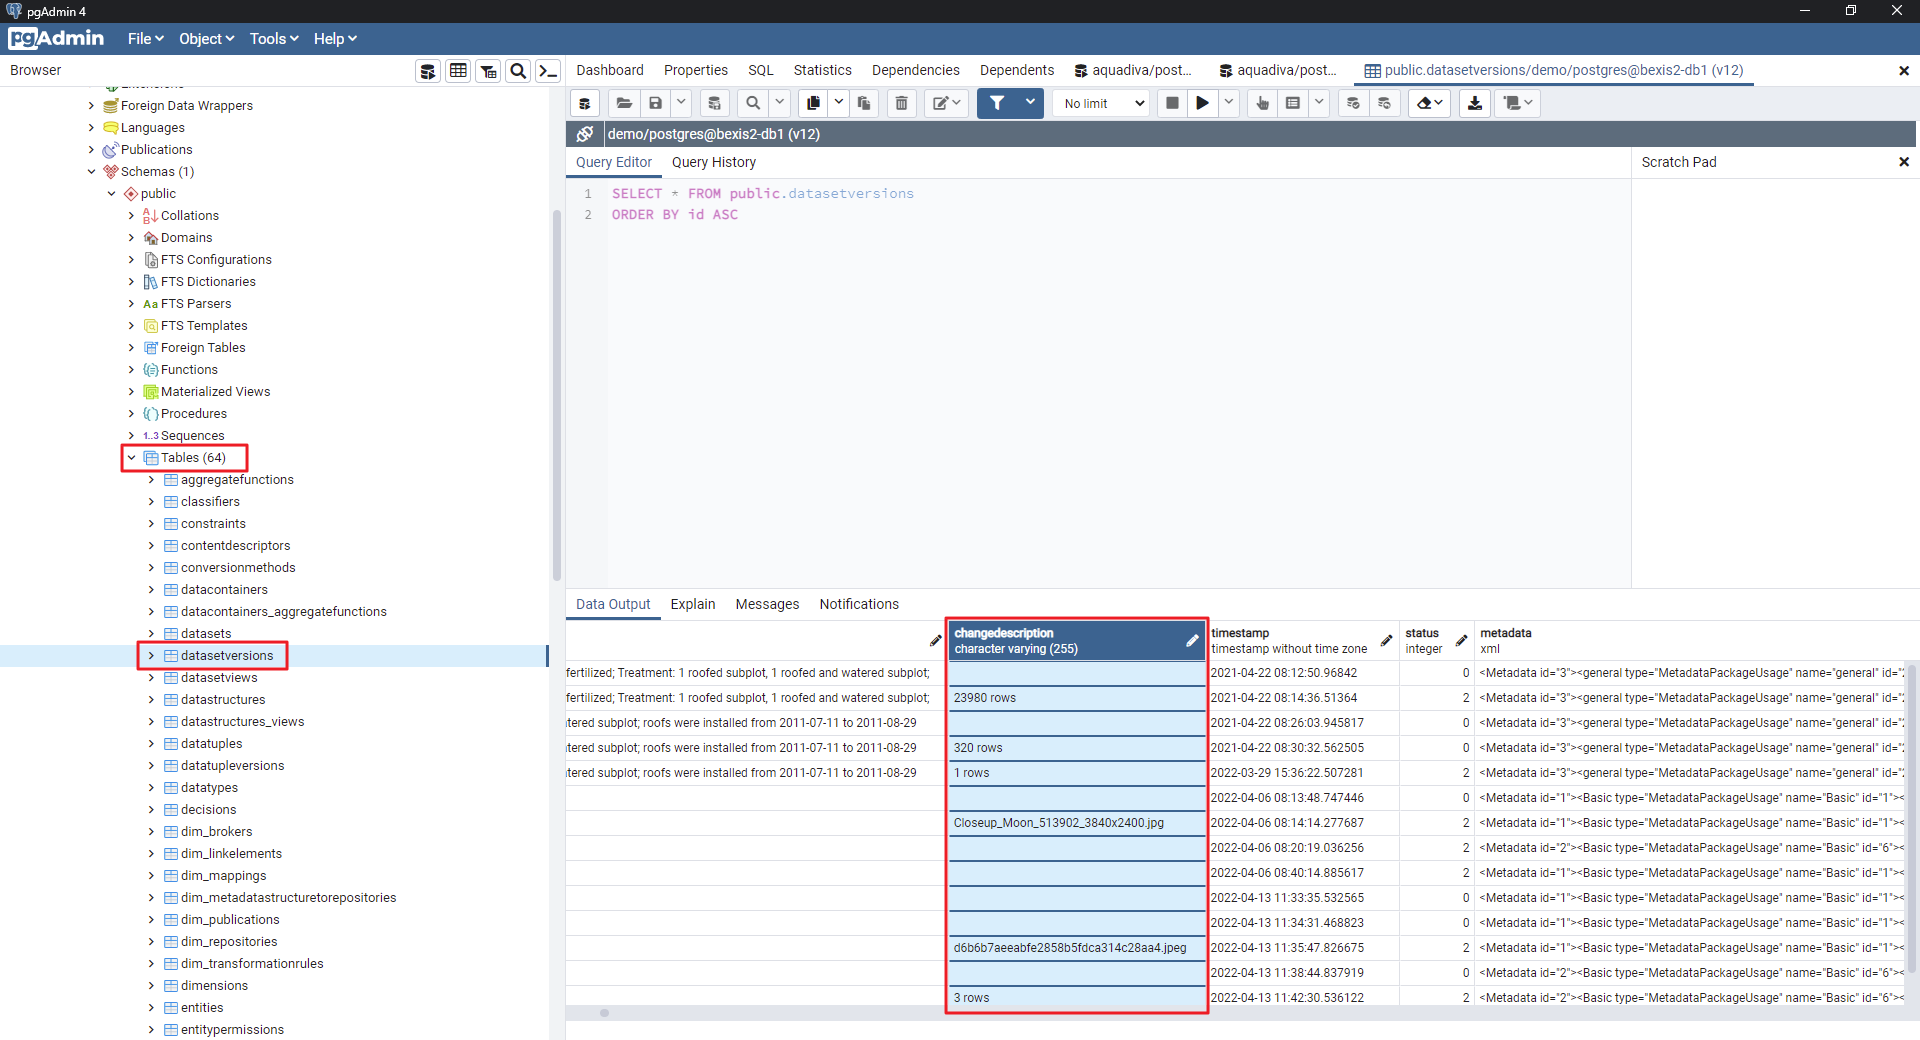 pgAdmin 4
pgAdmin File Object Tools Help
Browser
Dashboard Properties SQL Statistics Dependencies Dependents aquadiva/post... aquadiva/post... public.datasetversions/demo/postgres@bexis2-db1 (v12)
No limit
demo/postgres@bexis2-db1 (v12)
Query Editor Query History
Scratch Pad
1 SELECT * FROM public.datasetversions
2 ORDER BY id ASC
Foreign Data Wrappers
Languages
Publications
Schemas (1)
public
Collations
Domains
FTS Configurations
FTS Dictionaries
Aa FTS Parsers
FTS Templates
Foreign Tables
Functions
Materialized Views
Procedures
1..3 Sequences
Tables (64)
aggregatefunctions
classifiers
constraints
contentdescriptors
conversionmethods
datacontainers
datacontainers_aggregatefunctions
datasets
datasetversions
datasetviews
datastructures
datastructures_views
datatuples
datatupleversions
datatypes
decisions
dim_brokers
dim_linkelements
dim_mappings
dim_metadatastructuretorepositories
dim_publications
dim_repositories
dim_transformationrules
dimensions
entities
entitypermissions
Data Output Explain Messages Notifications
changedescription timestamp status metadata
character varying (255) timestamp without time zone integer xml
fertilized; Treatment: 1 roofed subplot, 1 roofed and watered subplot; 2021-04-22 08:12:50.96842 0 <Metadata id="3"><general type="MetadataPackageUsage" name="general" id="
fertilized; Treatment: 1 roofed subplot, 1 roofed and watered subplot; 23980 rows 2021-04-22 08:14:36.51364 2 <Metadata id="3"><general type="MetadataPackageUsage" name="general" id="
tered subplot; roofs were installed from 2011-07-11 to 2011-08-29 2021-04-22 08:26:03.945817 0 <Metadata id="3"><general type="MetadataPackageUsage" name="general" id="
tered subplot; roofs were installed from 2011-07-11 to 2011-08-29 320 rows 2021-04-22 08:30:32.562505 0 <Metadata id="3"><general type="MetadataPackageUsage" name="general" id="
tered subplot; roofs were installed from 2011-07-11 to 2011-08-29 1 rows 2022-03-29 15:36:22.507281 2 <Metadata id="3"><general type="MetadataPackageUsage" name="general" id="
2022-04-06 08:13:48.747446 0 <Metadata id="1"><Basic type="MetadataPackageUsage" name="Basic" id="1"><
Closeup_Moon_513902_3840x2400.jpg 2022-04-06 08:14:14.277687 2 <Metadata id="1"><Basic type="MetadataPackageUsage" name="Basic" id="1"><
2022-04-06 08:20:19.036256 2 <Metadata id="2"><Basic type="MetadataPackageUsage" name="Basic" id="6"><
2022-04-06 08:40:14.885617 2 <Metadata id="1"><Basic type="MetadataPackageUsage" name="Basic" id="1"><
2022-04-13 11:33:35.532565 0 <Metadata id="1"><Basic type="MetadataPackageUsage" name="Basic" id="1"><
2022-04-13 11:34:31.468823 0 <Metadata id="1"><Basic type="MetadataPackageUsage" name="Basic" id="1"><
d6b6b7aeeabfe2858b5fdca314c28aa4.jpeg 2022-04-13 11:35:47.826675 2 <Metadata id="1"><Basic type="MetadataPackageUsage" name="Basic" id="1"><
2022-04-13 11:38:44.837919 0 <Metadata id="2"><Basic type="MetadataPackageUsage" name="Basic" id="6"><
3 rows 2022-04-13 11:42:30.536122 2 <Metadata id="2"><Basic type="MetadataPackageUsage" name="Basic" id="6"><